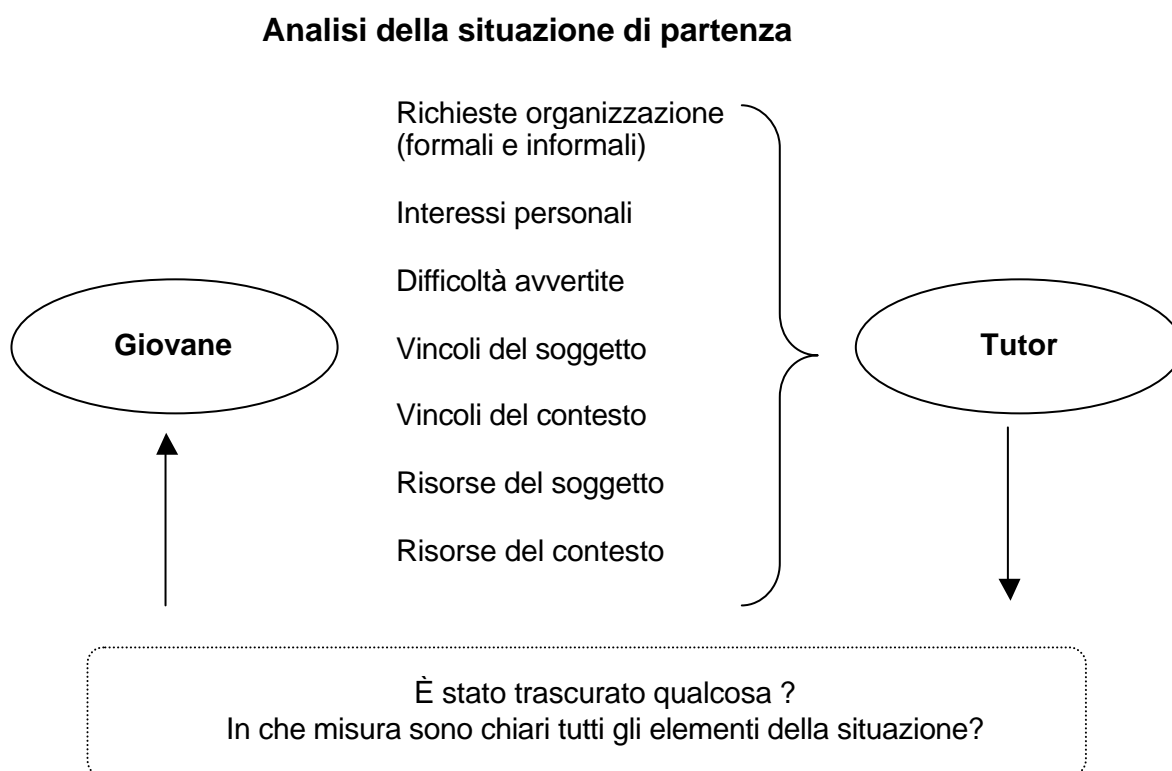 Analisi della situazione di partenza
Richieste organizzazione
(formali e informali)
Interessi personali
Difficoltà avvertite
Giovane
Vincoli del soggetto
Tutor
Vincoli del contesto
Risorse del soggetto
Risorse del contesto
È stato trascurato qualcosa ?
In che misura sono chiari tutti gli elementi della situazione?